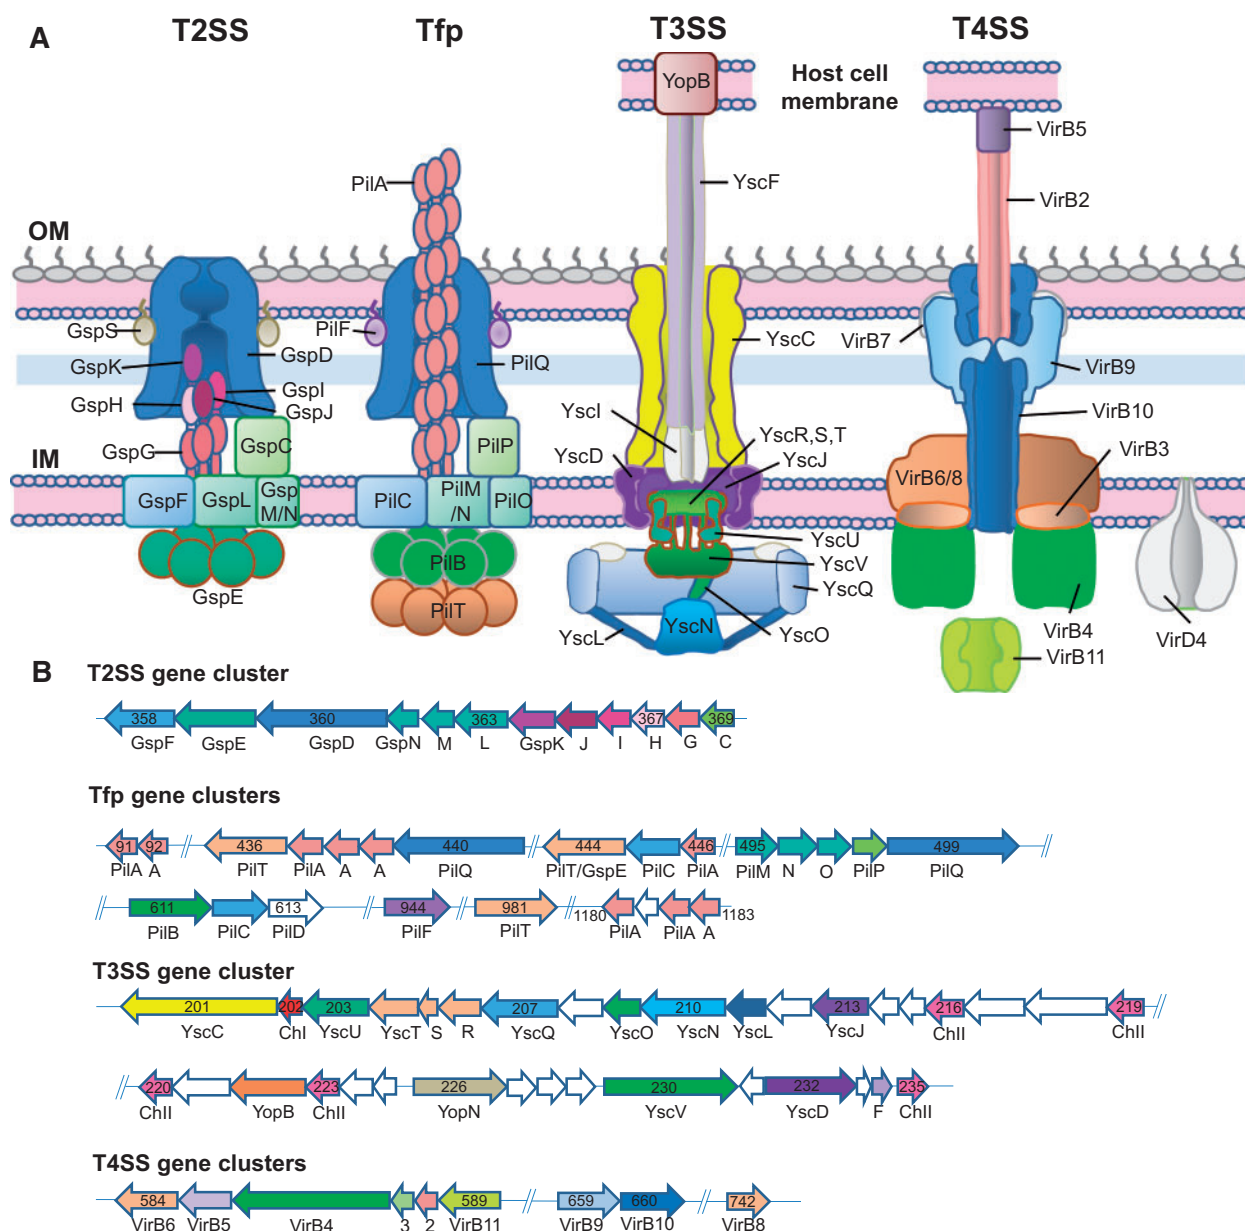 A
T2SS
Tfp
T3SS
T4SS
YopB
Host cell
membrane
VirB5
PilA
YscF
VirB2
OM
GspS
PilF
YscC
VirB7
GspK
GspD
PilQ
VirB9
GspI
GspH
GspJ
YscI
VirB10
GspG
GspC
PilP
YscR,S,T
VirB3
IM
YscD
YscJ
VirB6/8
GspF
GspL
Gsp
M/N
PilC
PilM
/N
PilO
YscU
PilB
YscV
GspE
PilT
YscQ
YscN
YscL
YscO
VirB4
VirB11
VirD4
B
T2SS gene cluster
358 360 363 367 369
GspF GspE GspD GspN M L GspK J I H G C
Tfp gene clusters
91 92 // 436 440 // 444 446 // 495 499 //
PilA A PilT PilA A A PilQ PilT/GspE PilC PilA PilM N O PilP PilQ
// 611 613 // 944 // 981 // 1180 1183
PilB PilC PilD PilF PilT PilA PilA A
T3SS gene cluster
201 202 203 207 210 213 216 219 //
YscC ChI YscU YscT S R YscQ YscO YscN YscL YscJ ChII ChII
// 220 223 226 230 232 235
ChII YopB ChII YopN YscV YscD F ChII
T4SS gene clusters
584 589 // 659 660 // 742
VirB6 VirB5 VirB4 3 2 VirB11 VirB9 VirB10 VirB8